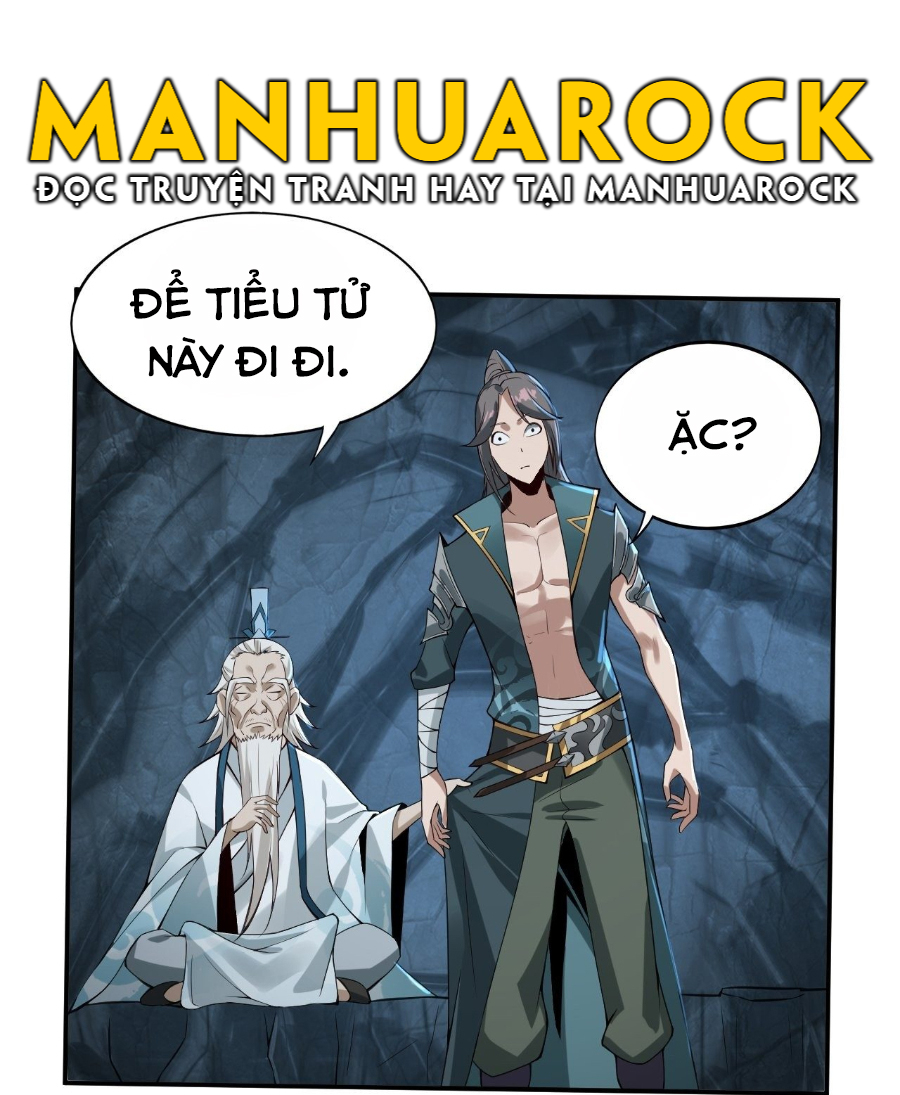 MANHUAROCK
ĐỌC TRUYỆN TRANH HAY TẠI MANHUAROCK
ĐỂ TIỂU TỬ
NÀY ĐI ĐI.
ẶC?